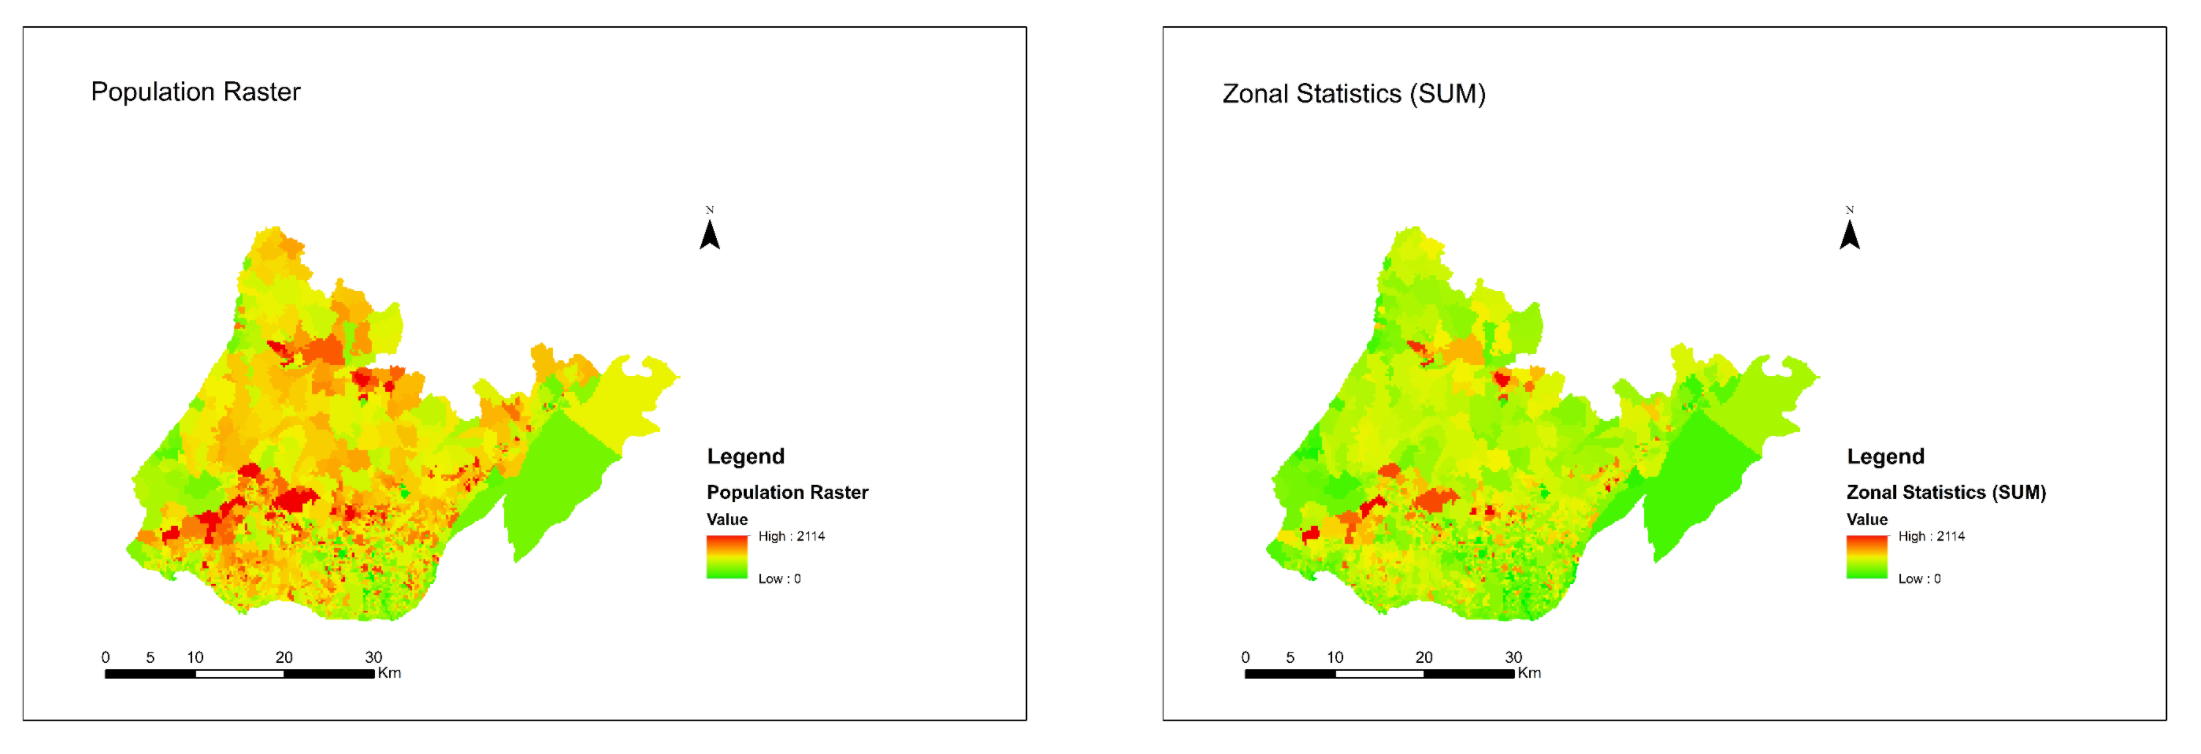 Population Raster
N
Legend
Population Raster
Value
High : 2114
Low : 0
0 5 10 20 30
Km
Zonal Statistics (SUM)
N
Legend
Zonal Statistics (SUM)
Value
High : 2114
Low : 0
0 5 10 20 30
Km